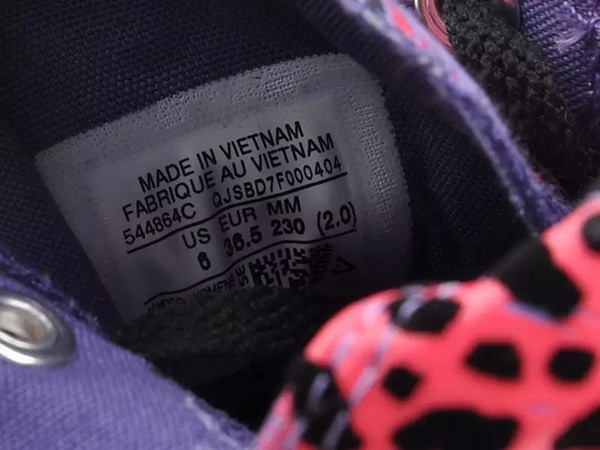 MADE IN VIETNAM
FABRIQUE AU VIETNAM
544864C QJSBD7F000404
US EUR MM
6 36.5 230 (2.0)